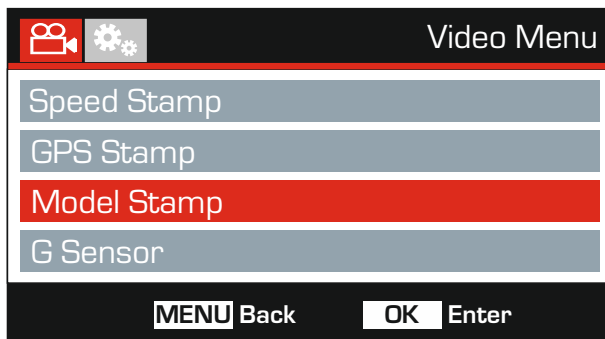 Video Menu
Speed Stamp
GPS Stamp
Model Stamp
G Sensor
MENU Back OK Enter